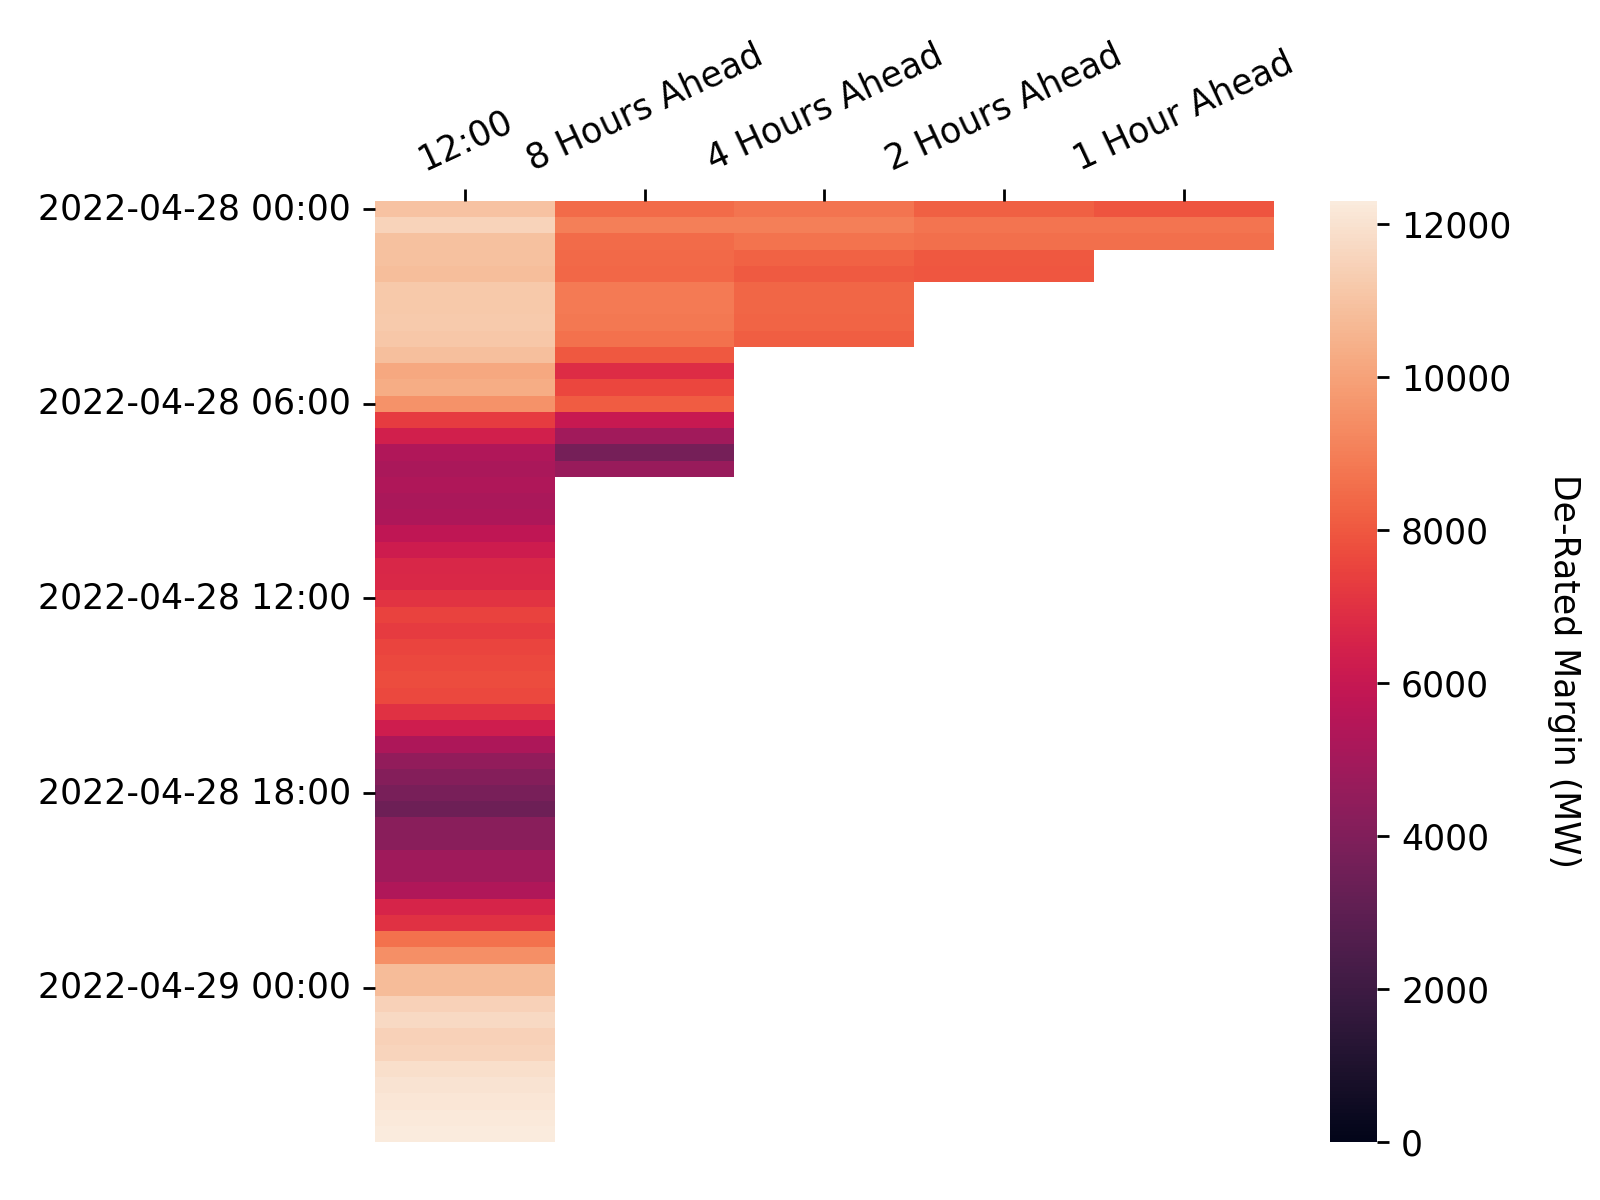 12:00
8 Hours Ahead
4 Hours Ahead
2 Hours Ahead
1 Hour Ahead
2022-04-28 00:00
2022-04-28 06:00
2022-04-28 12:00
2022-04-28 18:00
2022-04-29 00:00
12000
10000
8000
6000
4000
2000
0
De-Rated Margin (MW)